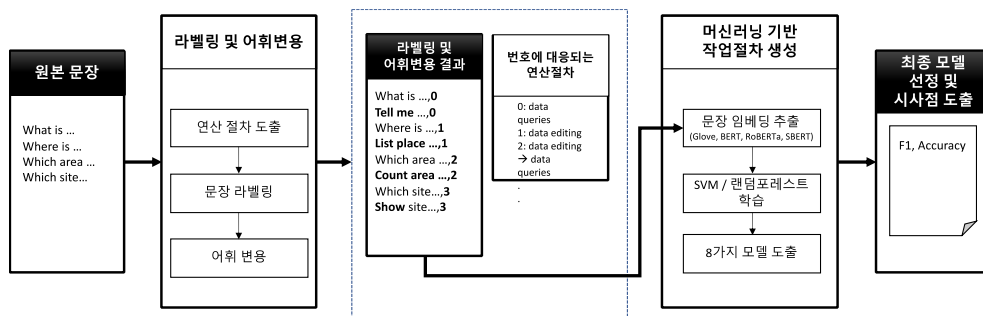 원본 문장
What is …
Where is …
Which area …
Which site…
라벨링 및 어휘변용
연산 절차 도출
문장 라벨링
어휘 변용
라벨링 및
어휘변용 결과
What is …,0
Tell me …,0
Where is …,1
List place …,1
Which area …,2
Count area …,2
Which site…,3
Show site…,3
번호에 대응되는
연산절차
0: data
queries
1: data editing
2: data editing
→ data
queries
.
.
머신러닝 기반
작업절차 생성
문장 임베딩 추출
(Glove, BERT, RoBERTa, SBERT)
SVM / 랜덤포레스트
학습
8가지 모델 도출
최종 모델
선정 및
시사점 도출
F1, Accuracy